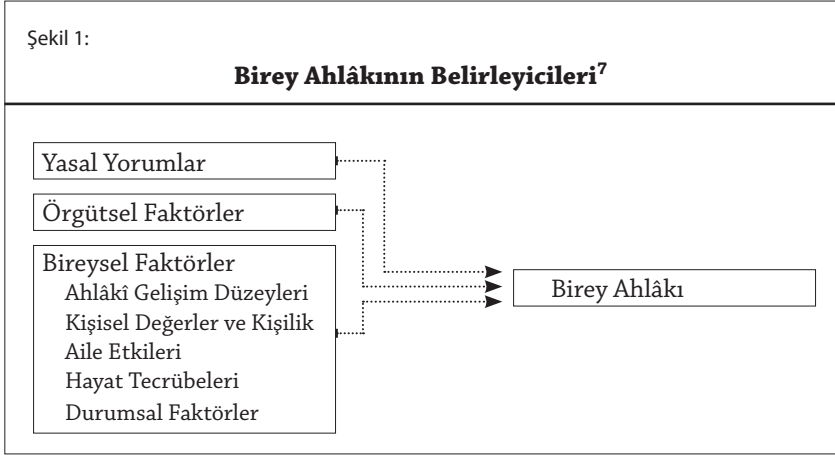 Şekil 1:
Birey Ahlâkının Belirleyicileri⁷
Yasal Yorumlar
Örgütsel Faktörler
Bireysel Faktörler
Ahlâkî Gelişim Düzeyleri
Kişisel Değerler ve Kişilik
Aile Etkileri
Hayat Tecrübeleri
Durumsal Faktörler
Birey Ahlâkı